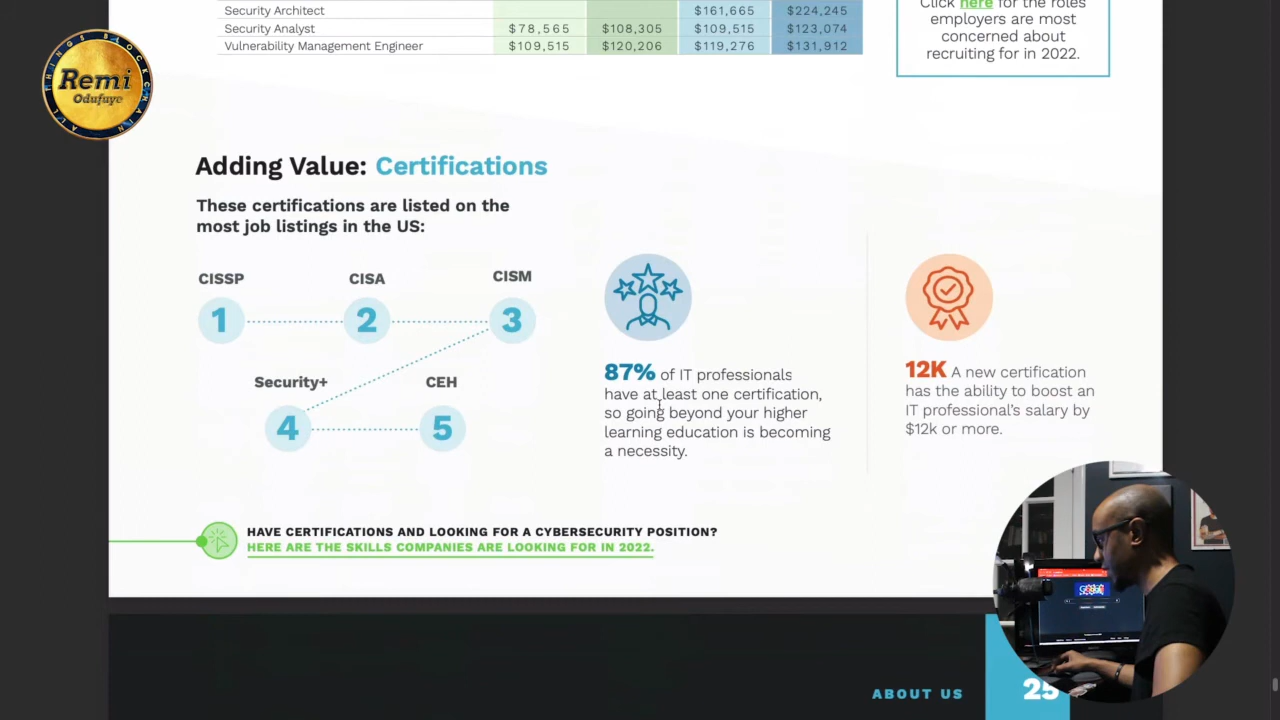 Security Architect $161,665 $224,245
Click here for the roles
Security Analyst $78,565 $108,305 $109,515 $123,074
employers are most
Vulnerability Management Engineer $109,515 $120,206 $119,276 $131,912
concerned about
recruiting for in 2022.
Remi
Odufuye
ALL THINGS BLOCKCHAIN
Adding Value: Certifications
These certifications are listed on the
most job listings in the US:
CISSP CISA CISM
1 2 3
Security+ CEH
4 5
87% of IT professionals
have at least one certification,
so going beyond your higher
learning education is becoming
a necessity.
12K A new certification
has the ability to boost an
IT professional's salary by
$12k or more.
HAVE CERTIFICATIONS AND LOOKING FOR A CYBERSECURITY POSITION?
HERE ARE THE SKILLS COMPANIES ARE LOOKING FOR IN 2022.
ABOUT US 25